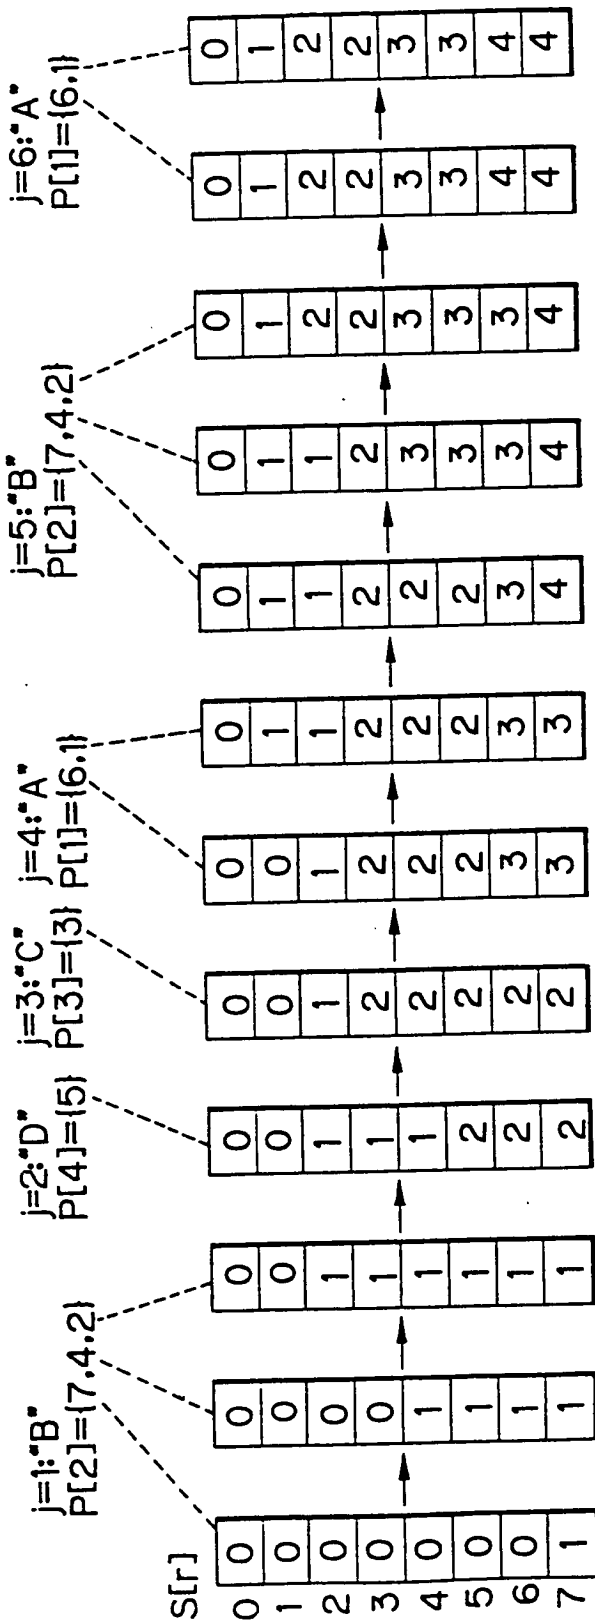 j=1:"B" j=2:"D" j=3:"C" j=4:"A" j=5:"B" j=6:"A"
P[2]={7,4,2} P[4]={5} P[3]={3} P[1]={6,1} P[2]={7,4,2} P[1]={6,1}
S[r]
0 0 0 0 0 0 0 0 0 0 0 0 0
1 0 0 0 0 0 0 1 1 1 1 1 1
2 0 0 1 1 1 1 1 1 1 2 2 2
3 0 0 1 1 2 2 2 2 2 2 2 2
4 0 1 1 1 2 2 2 2 3 3 3 3
5 0 1 1 2 2 2 2 2 3 3 3 3
6 0 1 1 2 2 3 3 3 3 3 4 4
7 1 1 1 2 2 3 3 4 4 4 4 4